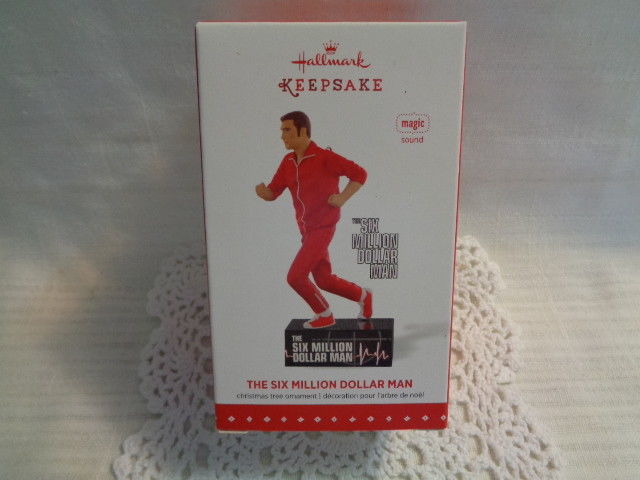 Hallmark
KEEPSAKE
magic
sound
THE SIX
MILLION
DOLLAR
MAN
THE
SIX MILLION
DOLLAR MAN
THE SIX MILLION DOLLAR MAN
christmas tree ornament | décoration pour l'arbre de noël